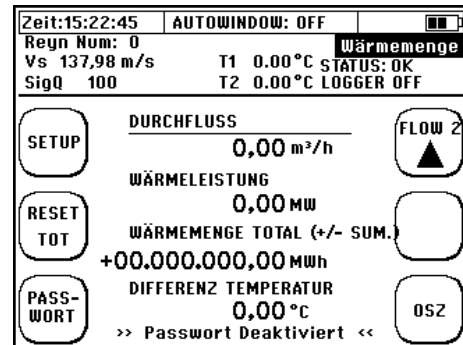 Zeit:15:22:45 AUTOWINDOW: OFF
Reyn Num: 0 Wärmemenge
Vs 137,98 m/s T1 0.00°C STATUS: OK
SigQ 100 T2 0.00°C LOGGER OFF
DURCHFLUSS
SETUP 0,00 m³/h FLOW 2
WÄRMELEISTUNG
0,00 MW
RESET TOT
WÄRMEMENGE TOTAL (+/- SUM.)
+00.000.000,00 MWh
DIFFERENZ TEMPERATUR
PASS-
WORT 0,00 °C OSZ
>> Passwort Deaktiviert <<